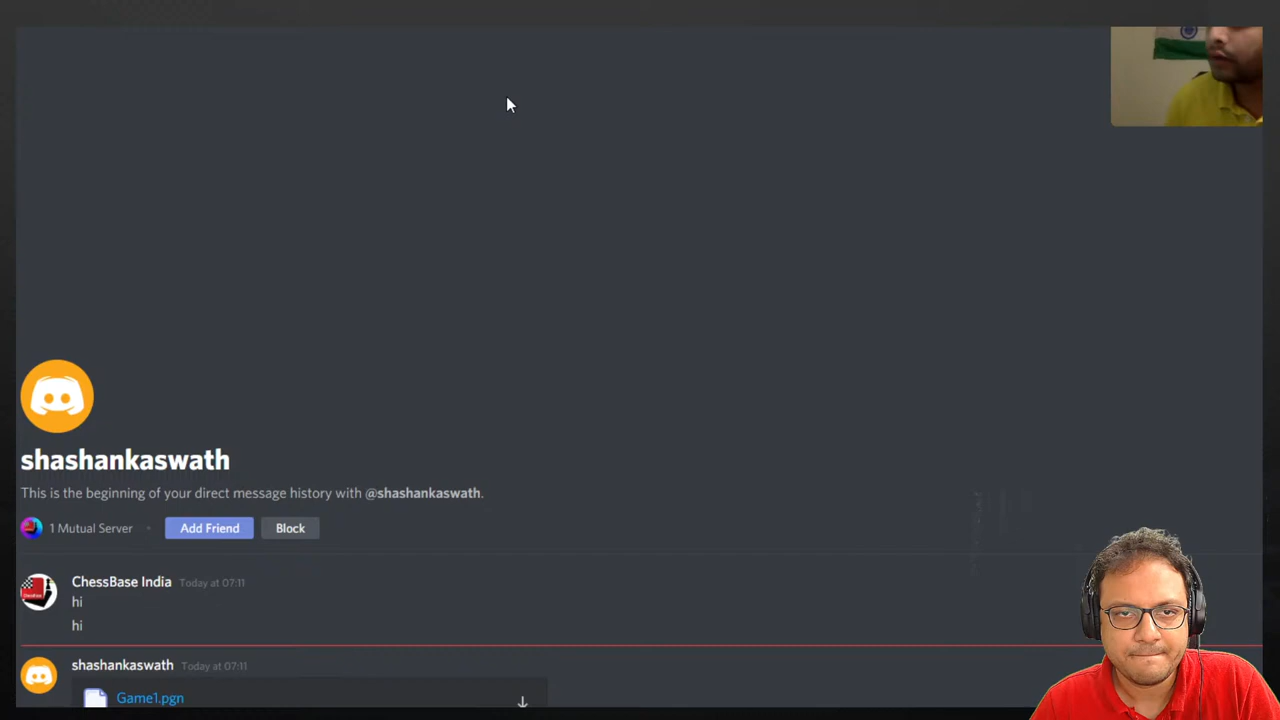 shashankaswath
This is the beginning of your direct message history with @shashankaswath.
1 Mutual Server • Add Friend Block
ChessBase India Today at 07:11
hi
hi
shashankaswath Today at 07:11
Game1.pgn